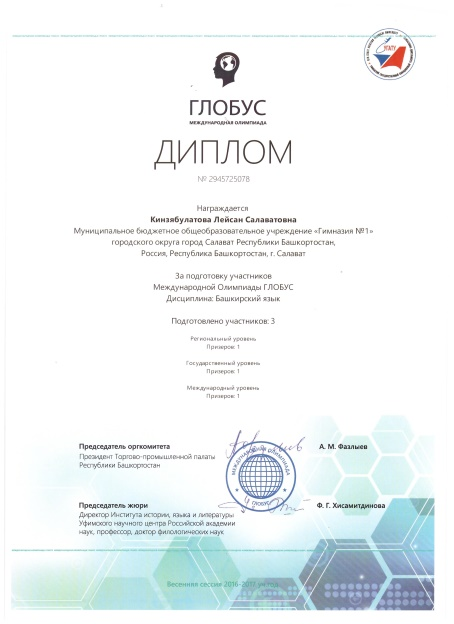 ГЛОБУС
МЕЖДУНАРОДНАЯ ОЛИМПИАДА
ДИПЛОМ
№ 2945725078
Награждается
Кинзябулатова Лейсан Салаватовна
Муниципальное бюджетное общеобразовательное учреждение «Гимназия №1»
городского округа город Салават Республики Башкортостан,
Россия, Республика Башкортостан, г. Салават
За подготовку участников
Международной Олимпиады ГЛОБУС
Дисциплина: Башкирский язык
Подготовлено участников: 3
Региональный уровень
Призеров: 1
Государственный уровень
Призеров: 1
Международный уровень
Призеров: 1
Председатель оргкомитета
А. М. Фазлыев
Президент Торгово-промышленной палаты
Республики Башкортостан
МЕЖДУНАРОДНАЯ ОЛИМПИАДА
Председатель жюри
Ф. Г. Хисамитдинова
Директор Института истории, языка и литературы
Уфимского научного центра Российской академии
наук, профессор, доктор филологических наук
Весенняя сессия 2016-2017